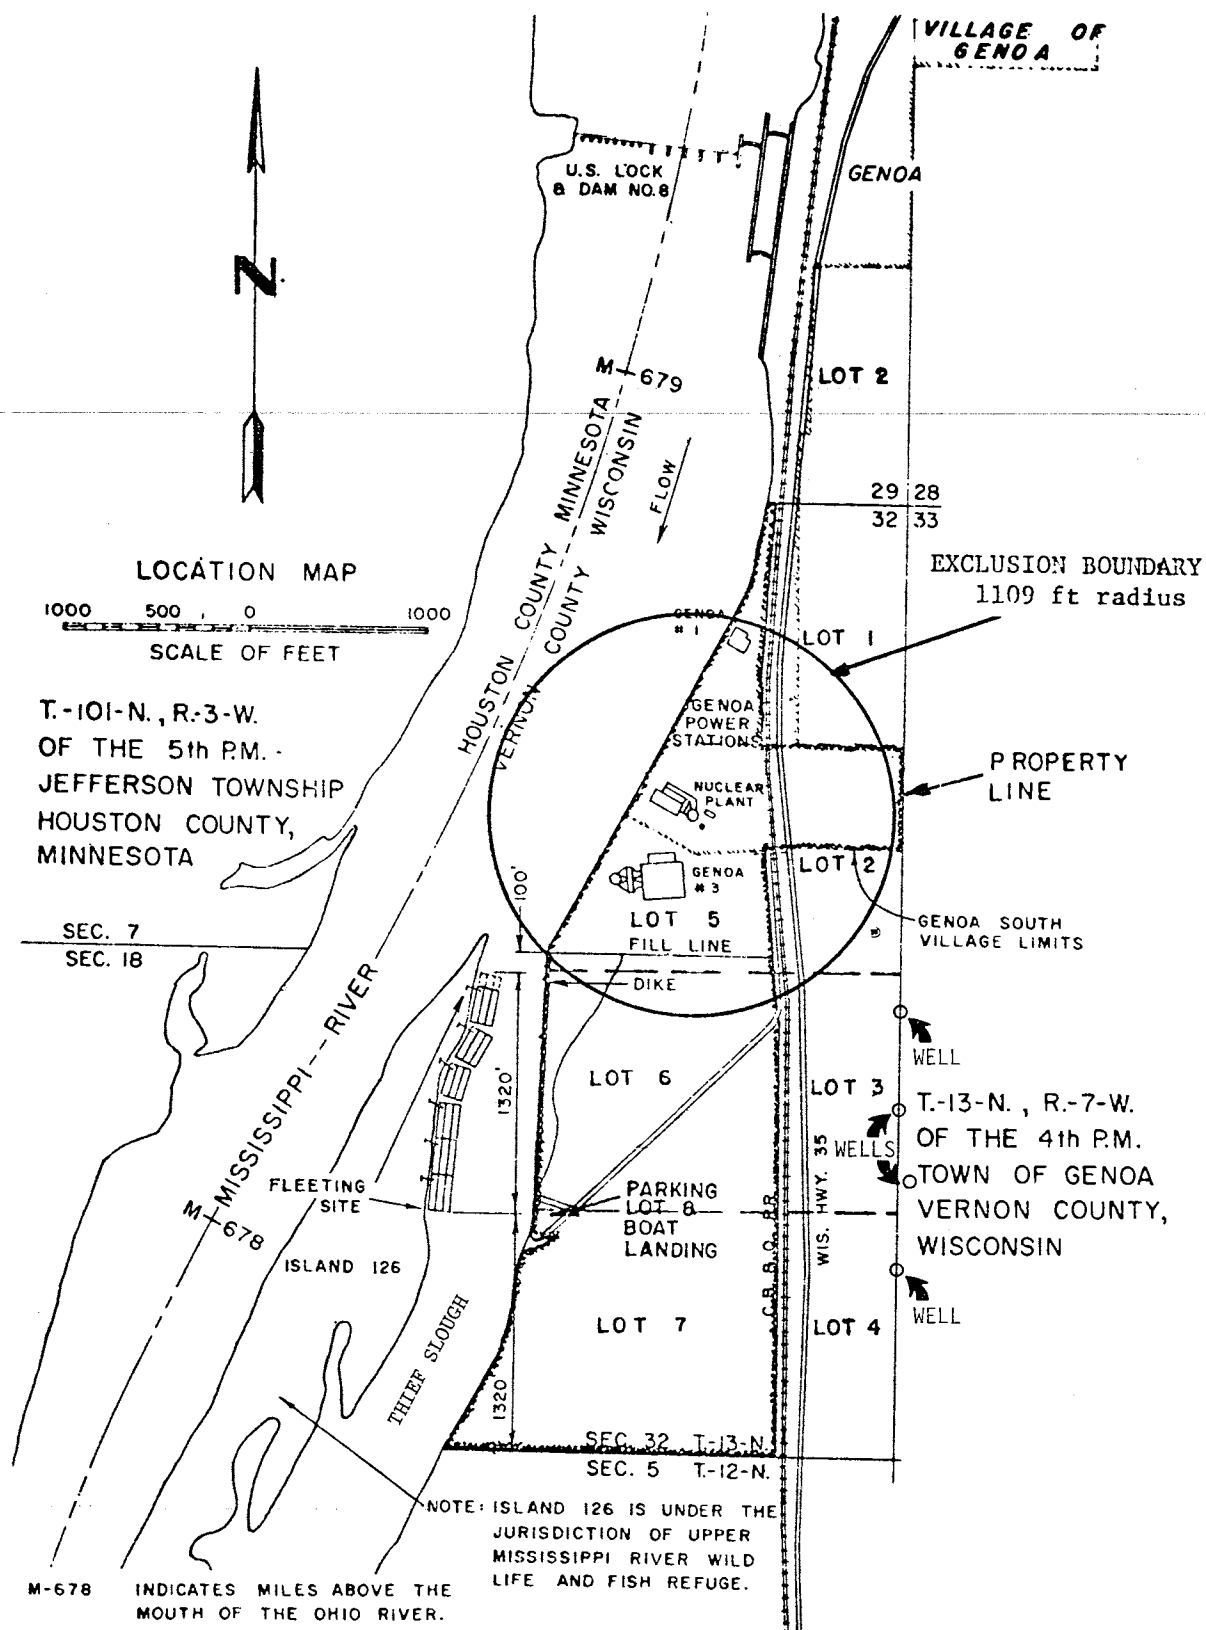 VILLAGE OF
GENOA
U.S. LOCK
& DAM NO. 8
GENOA
N
M 679
LOT 2
HOUSTON COUNTY MINNESOTA
VERNON COUNTY WISCONSIN
FLOW
29 28
32 33
LOCATION MAP
1000 500 0 1000
SCALE OF FEET
EXCLUSION BOUNDARY
1109 ft radius
GENOA
# 1
LOT 1
T.-101-N., R.-3-W.
OF THE 5th P.M.
JEFFERSON TOWNSHIP
HOUSTON COUNTY,
MINNESOTA
GENOA
POWER
STATIONS
PROPERTY
LINE
NUCLEAR
PLANT
LOT 2
GENOA
# 3
100'
LOT 5
FILL LINE
GENOA SOUTH
VILLAGE LIMITS
SEC. 7
SEC. 18
DIKE
MISSISSIPPI RIVER
WELL
LOT 6
1320'
LOT 3
T.-13-N., R.-7-W.
OF THE 4th P.M.
TOWN OF GENOA
VERNON COUNTY,
WISCONSIN
WELLS
WIS. HWY. 35
C.B. & Q. R.R.
FLEETING
SITE
PARKING
LOT &
BOAT
LANDING
M 678
ISLAND 126
WELL
LOT 7
LOT 4
THIEF SLOUGH
1320'
SEC. 32 T.-13-N.
SEC. 5 T.-12-N.
NOTE: ISLAND 126 IS UNDER THE
JURISDICTION OF UPPER
MISSISSIPPI RIVER WILD
LIFE AND FISH REFUGE.
M-678 INDICATES MILES ABOVE THE
MOUTH OF THE OHIO RIVER.